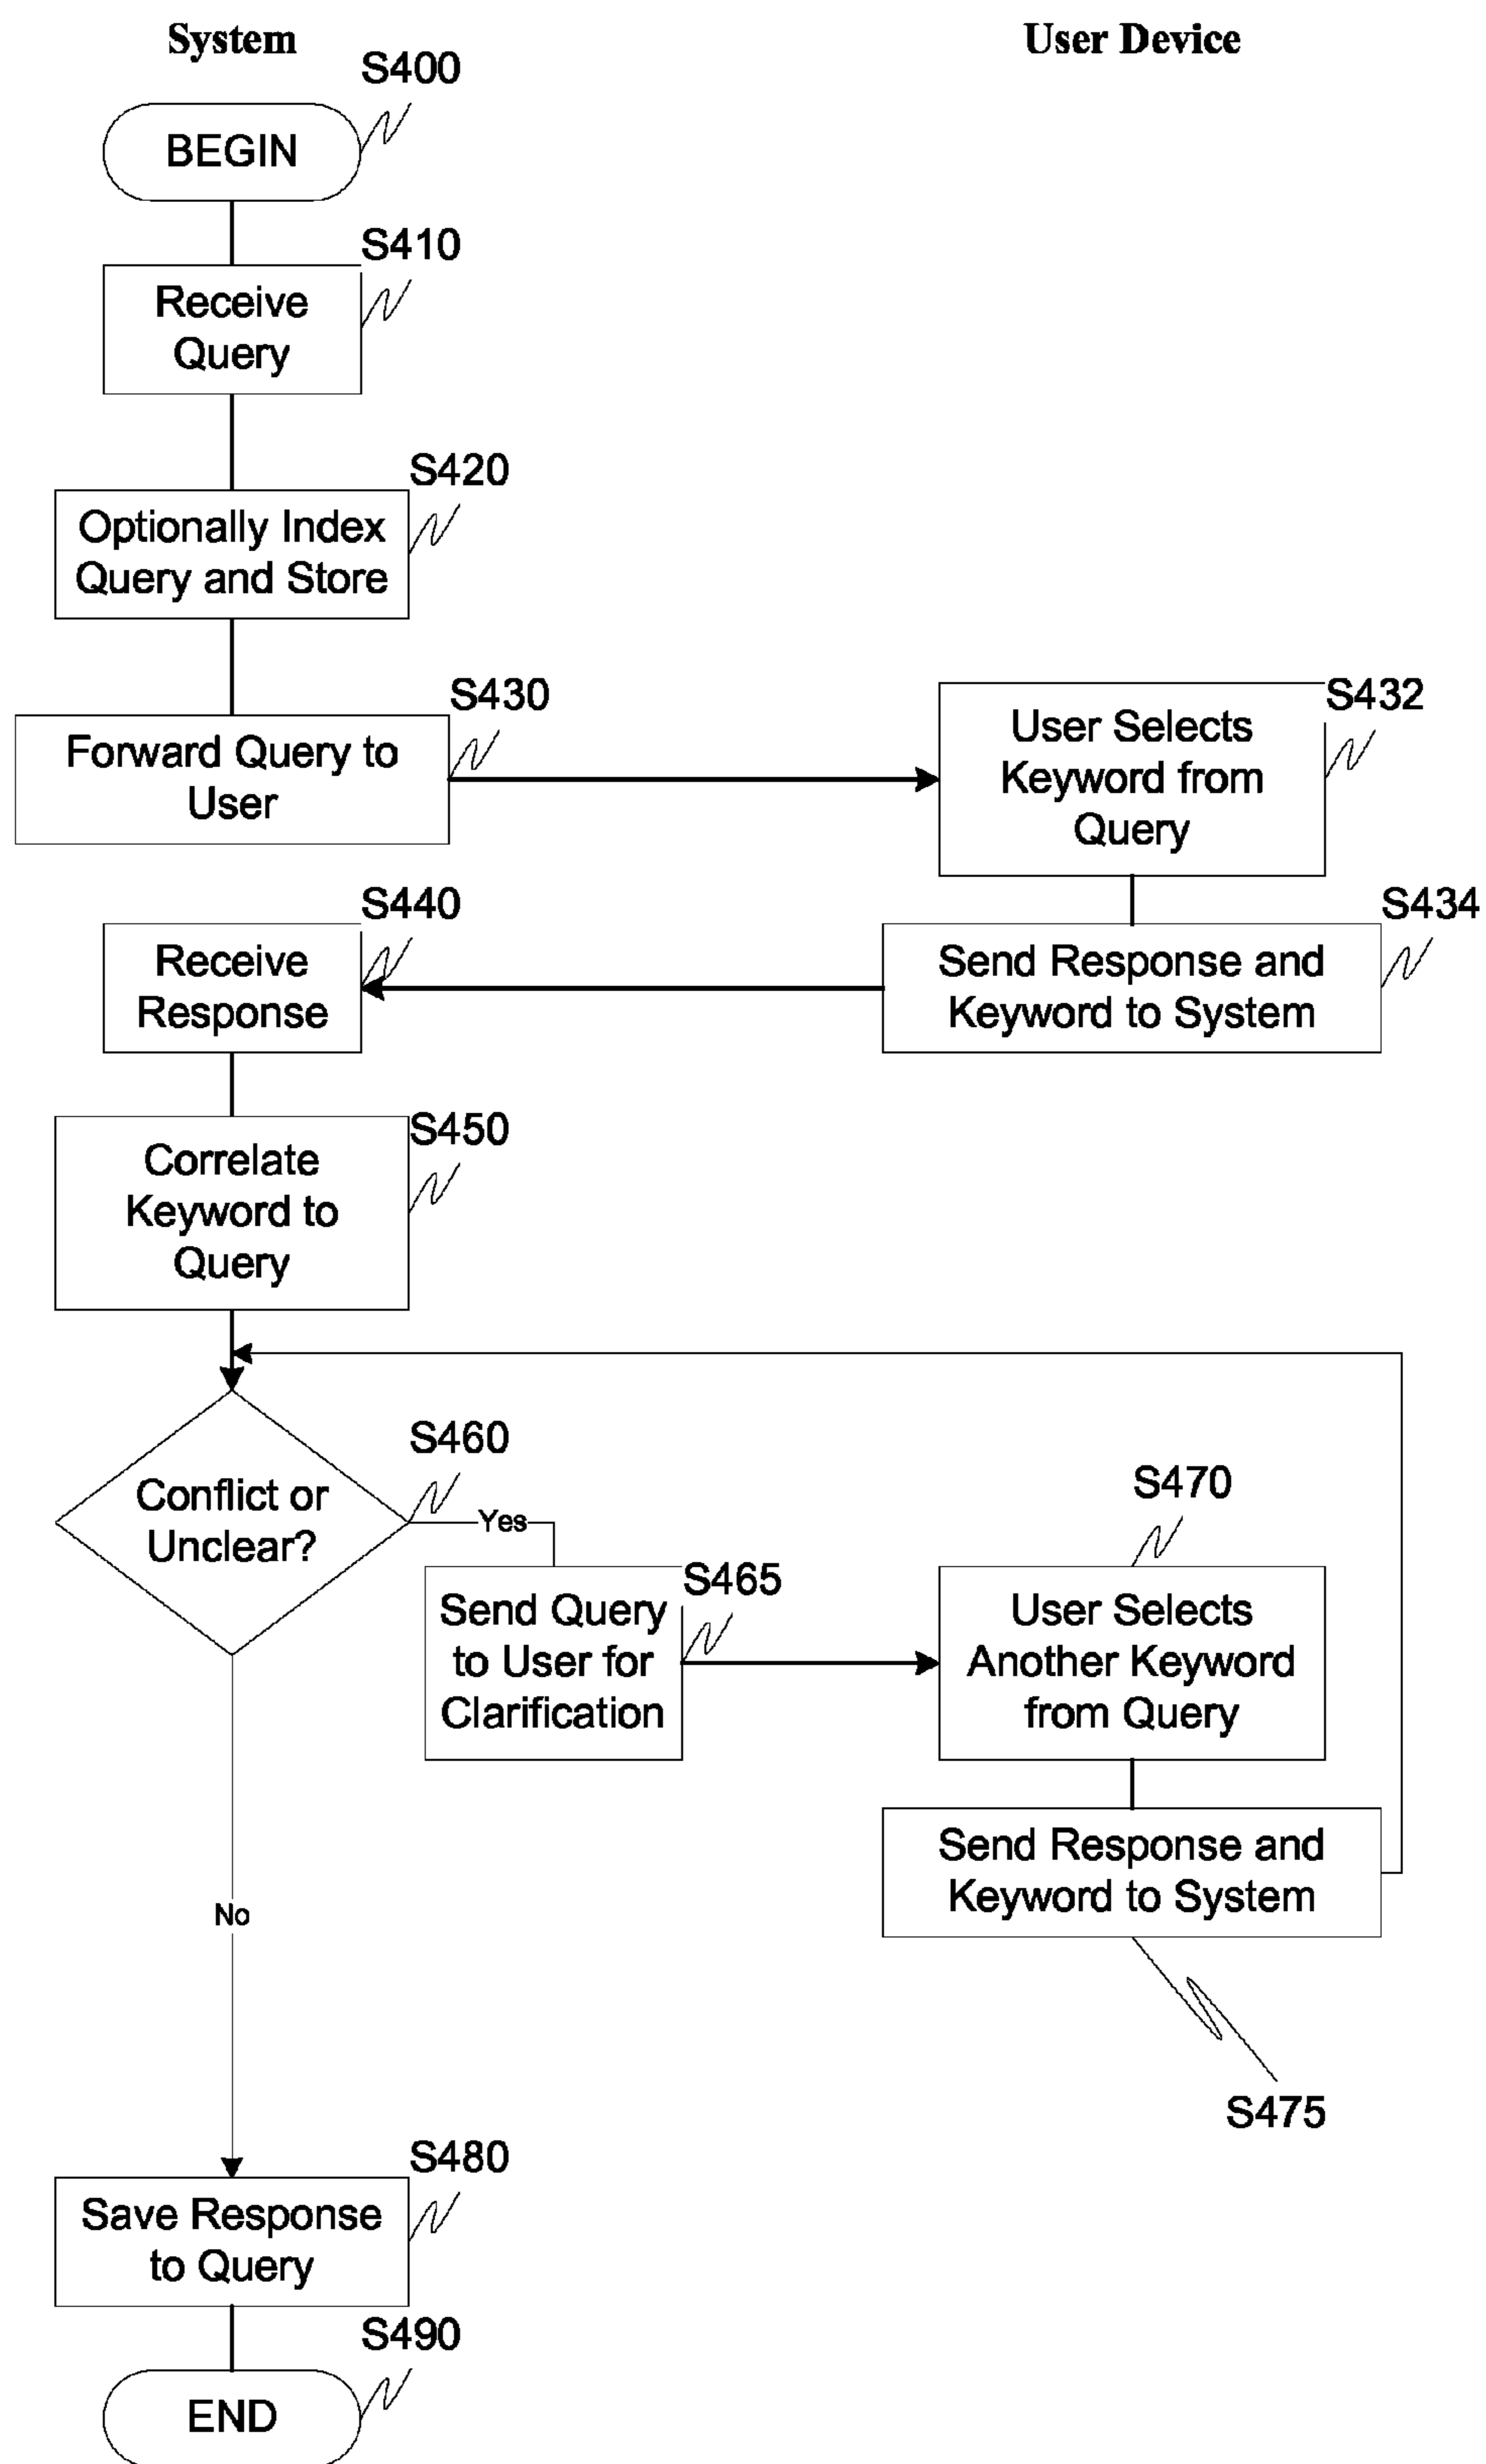 System
User Device
S400
BEGIN
S410
Receive
Query
S420
Optionally Index
Query and Store
S430
Forward Query to
User
S432
User Selects
Keyword from
Query
S434
Send Response and
Keyword to System
S440
Receive
Response
S450
Correlate
Keyword to
Query
S460
Conflict or
Unclear?
Yes
S465
Send Query
to User for
Clarification
S470
User Selects
Another Keyword
from Query
Send Response and
Keyword to System
S475
No
S480
Save Response
to Query
S490
END